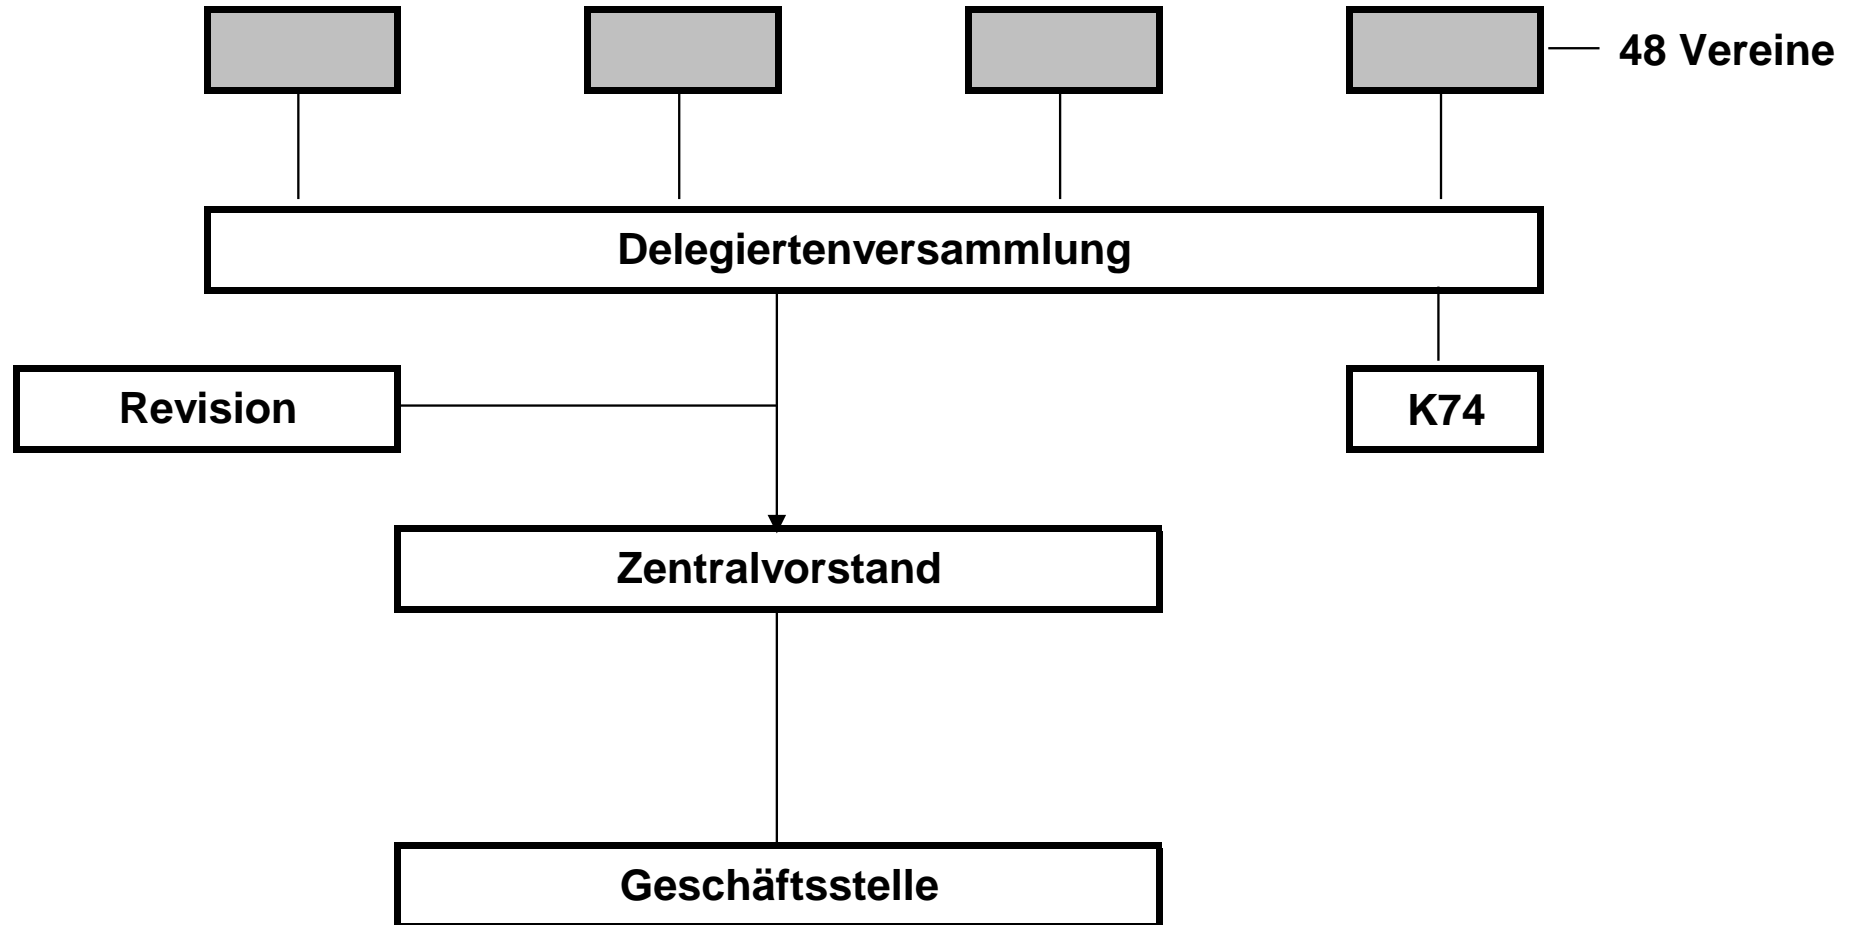 48 Vereine
Delegiertenversammlung
Revision
K74
Zentralvorstand
Geschäftsstelle